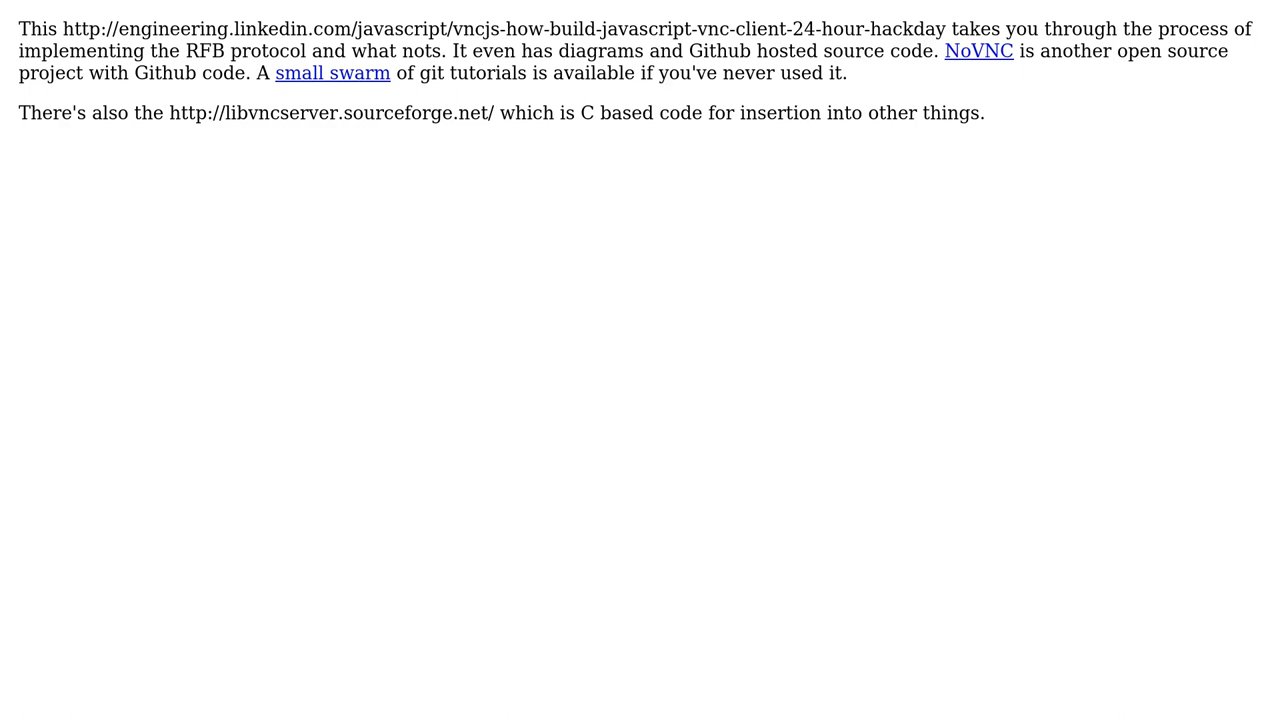 This http://engineering.linkedin.com/javascript/vncjs-how-build-javascript-vnc-client-24-hour-hackday takes you through the process of
implementing the RFB protocol and what nots. It even has diagrams and Github hosted source code. NoVNC is another open source
project with Github code. A small swarm of git tutorials is available if you've never used it.
There's also the http://libvncserver.sourceforge.net/ which is C based code for insertion into other things.